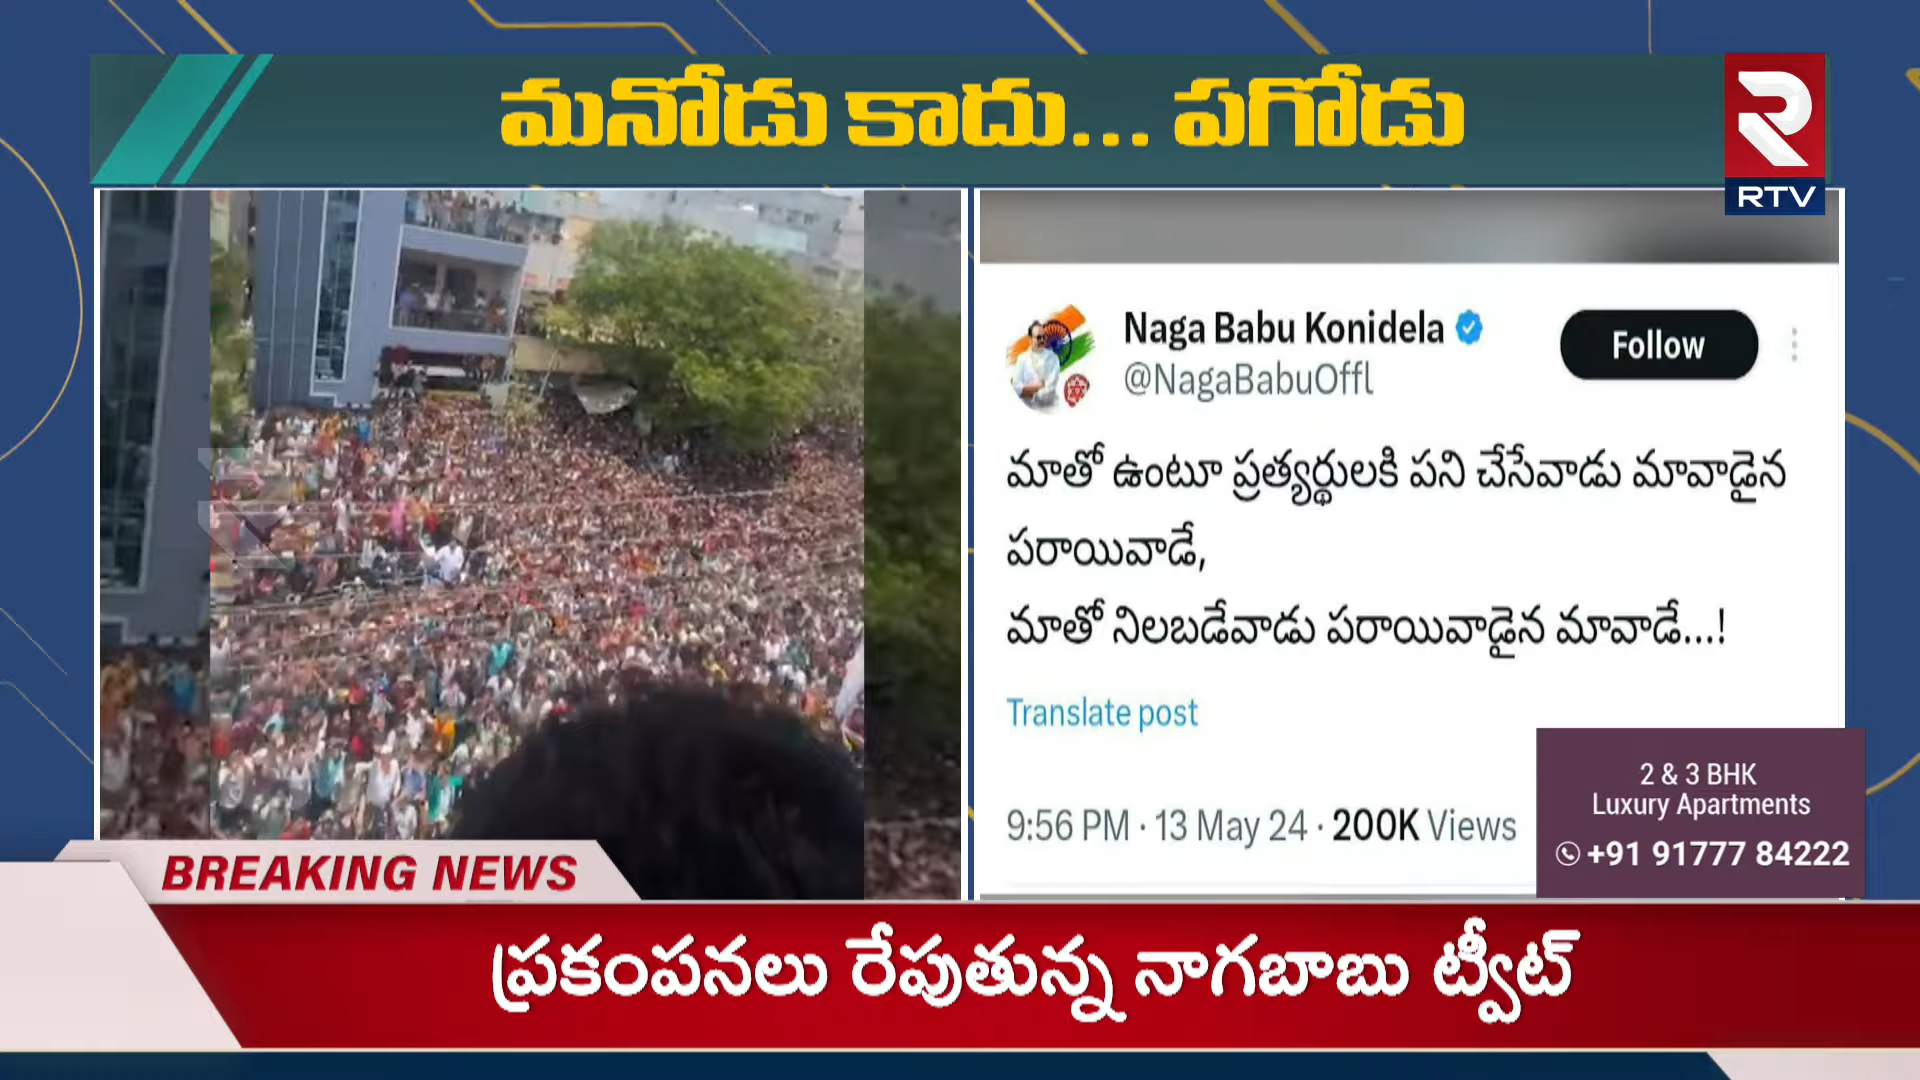 మనోడు కాదు... పగోడు
R
RTV
Naga Babu Konidela
@NagaBabuOffl
Follow
మాతో ఉంటూ ప్రత్యర్థులకి పని చేసేవాడు మావాడైన
పరాయివాడే,
మాతో నిలబడేవాడు పరాయివాడైన మావాడే...!
Translate post
9:56 PM · 13 May 24 · 200K Views
2 & 3 BHK
Luxury Apartments
+91 91777 84222
BREAKING NEWS
ప్రకంపనలు రేపుతున్న నాగబాబు ట్వీట్